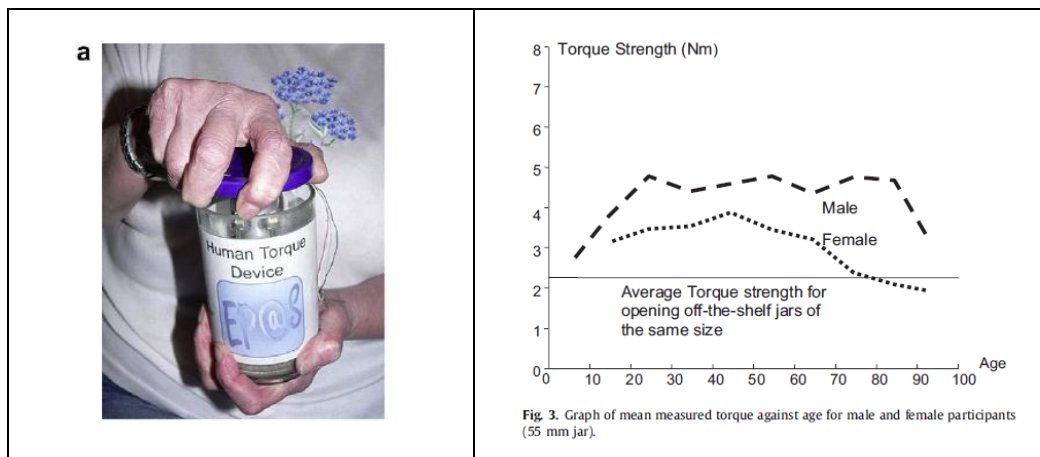 a
Human Torque
Device
EP@S
Torque Strength (Nm)
8
7
6
5
4
3
2
1
0
Male
Female
Average Torque strength for
opening off-the-shelf jars of
the same size
0 10 20 30 40 50 60 70 80 90 100
Age
Fig. 3. Graph of mean measured torque against age for male and female participants
(55 mm jar).